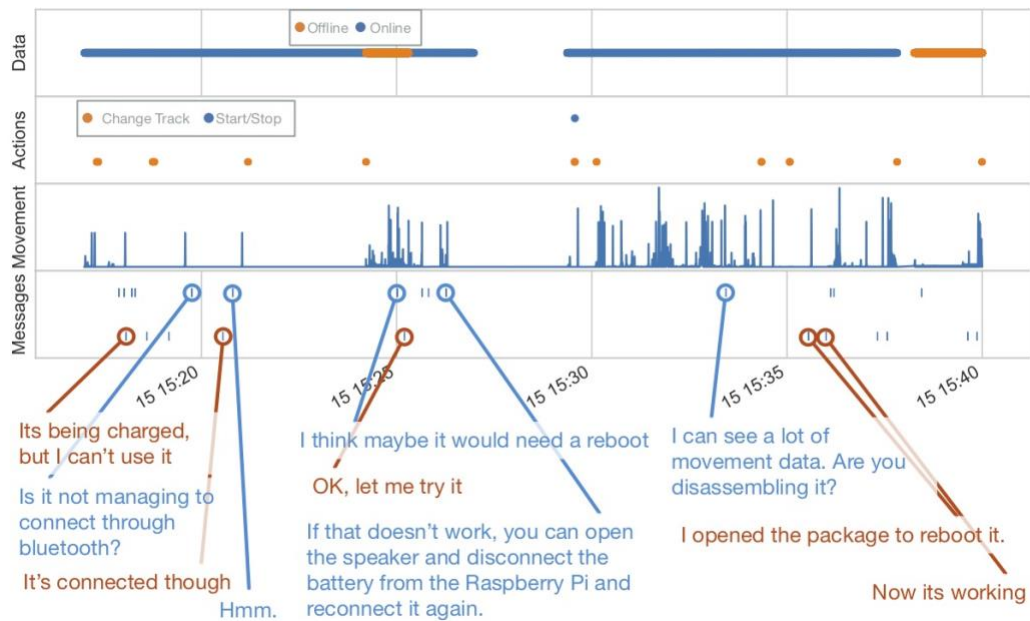 Data
Offline Online
Actions
Change Track Start/Stop
Movement
Messages
15 15:20
15 15:25
15 15:30
15 15:35
15 15:40
Its being charged,
but I can't use it
Is it not managing to
connect through
bluetooth?
It's connected though
Hmm.
I think maybe it would need a reboot
OK, let me try it
If that doesn't work, you can open
the speaker and disconnect the
battery from the Raspberry Pi and
reconnect it again.
I can see a lot of
movement data. Are you
disassembling it?
I opened the package to reboot it.
Now its working